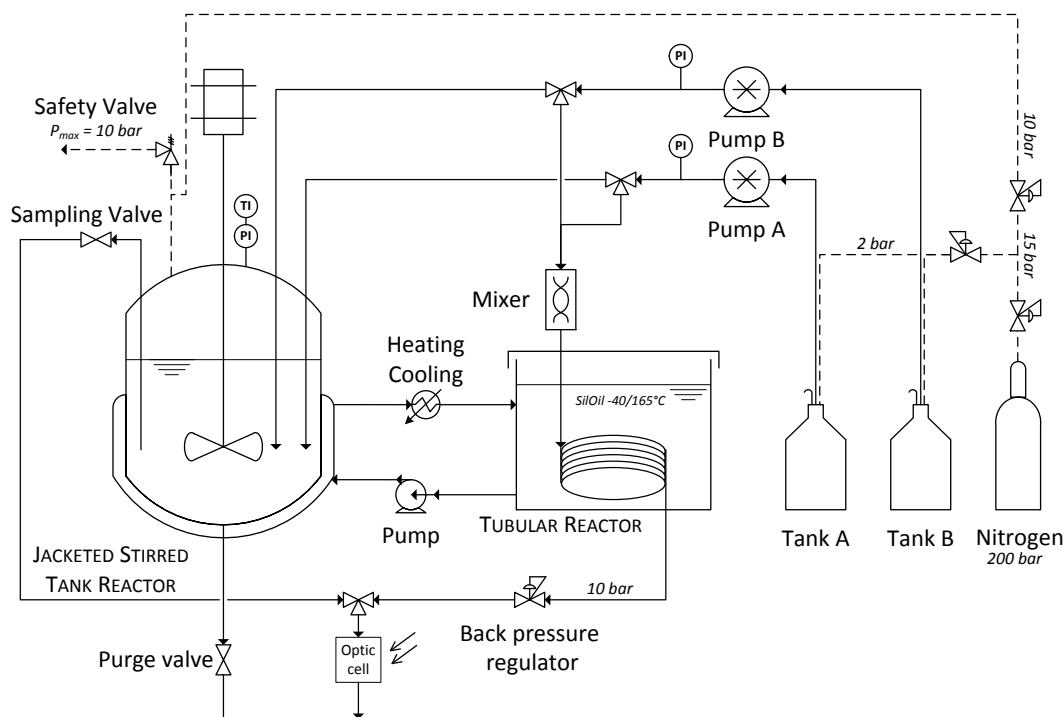 Safety Valve
Pmax = 10 bar
PI
Pump B
10 bar
PI
Pump A
Sampling Valve
TI
PI
2 bar
15 bar
Mixer
Heating
Cooling
SilOil -40/165°C
Pump
TUBULAR REACTOR
Tank A
Tank B
Nitrogen
200 bar
JACKETED STIRRED
TANK REACTOR
10 bar
Back pressure
regulator
Optic
cell
Purge valve